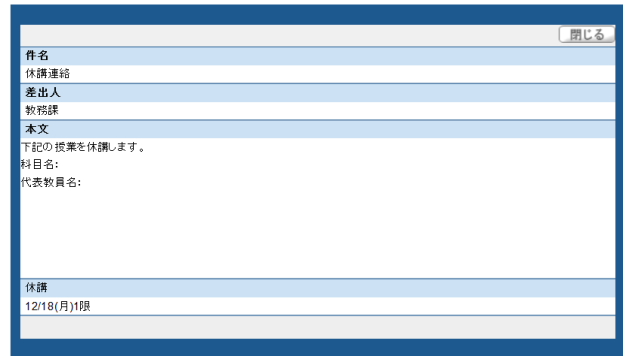 閉じる
件名
休講連絡
差出人
教務課
本文
下記の授業を休講します。
科目名:
代表教員名:
休講
12/18(月)1限